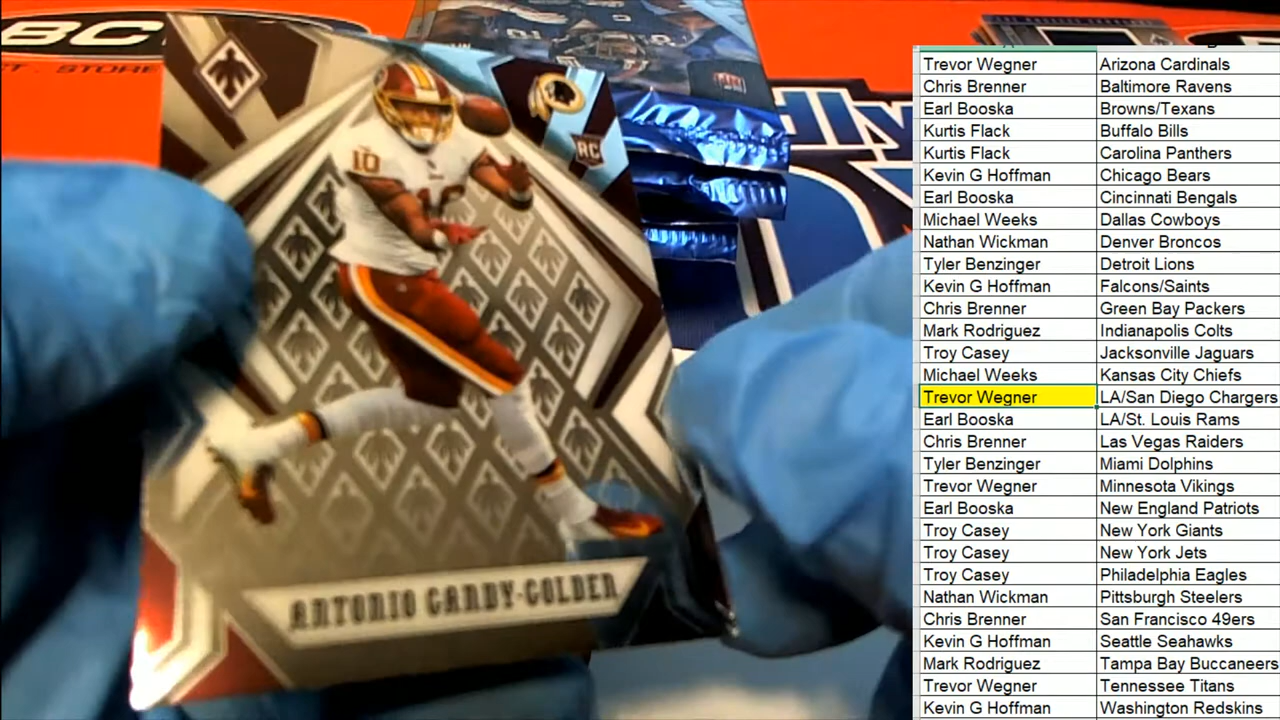 BC
CT. STORE
10
RC
ANTONIO GANDY-GOLDEN
Trevor Wegner Arizona Cardinals
Chris Brenner Baltimore Ravens
Earl Booska Browns/Texans
Kurtis Flack Buffalo Bills
Kurtis Flack Carolina Panthers
Kevin G Hoffman Chicago Bears
Earl Booska Cincinnati Bengals
Michael Weeks Dallas Cowboys
Nathan Wickman Denver Broncos
Tyler Benzinger Detroit Lions
Kevin G Hoffman Falcons/Saints
Chris Brenner Green Bay Packers
Mark Rodriguez Indianapolis Colts
Troy Casey Jacksonville Jaguars
Michael Weeks Kansas City Chiefs
Trevor Wegner LA/San Diego Chargers
Earl Booska LA/St. Louis Rams
Chris Brenner Las Vegas Raiders
Tyler Benzinger Miami Dolphins
Trevor Wegner Minnesota Vikings
Earl Booska New England Patriots
Troy Casey New York Giants
Troy Casey New York Jets
Troy Casey Philadelphia Eagles
Nathan Wickman Pittsburgh Steelers
Chris Brenner San Francisco 49ers
Kevin G Hoffman Seattle Seahawks
Mark Rodriguez Tampa Bay Buccaneers
Trevor Wegner Tennessee Titans
Kevin G Hoffman Washington Redskins